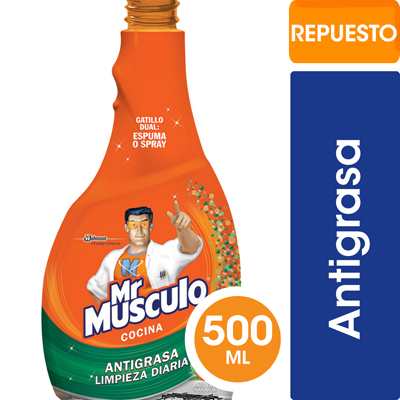 REPUESTO
GATILLO
DUAL:
ESPUMA
O SPRAY
Mr
MUSCULO
COCINA
ANTIGRASA
LIMPIEZA DIARIA
500
ML
Antigrasa